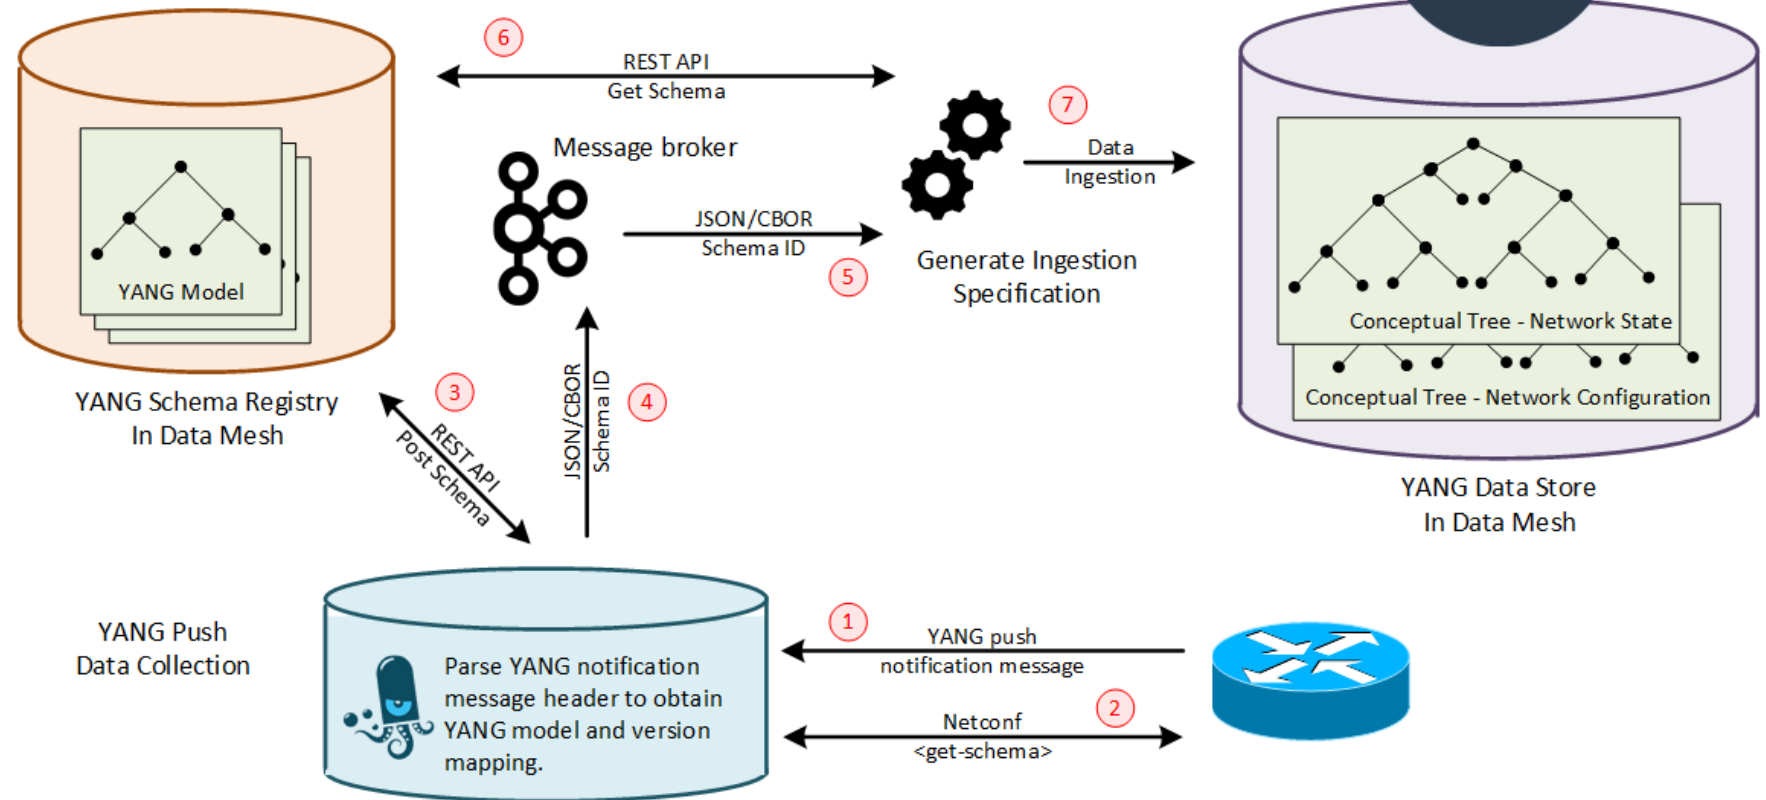 6
REST API
Get Schema
7
Message broker
Data
Ingestion
JSON/CBOR
Schema ID
5
Generate Ingestion
Specification
YANG Model
Conceptual Tree - Network State
Conceptual Tree - Network Configuration
YANG Schema Registry
In Data Mesh
3
REST API
Post Schema
JSON/CBOR
Schema ID
4
YANG Data Store
In Data Mesh
YANG Push
Data Collection
Parse YANG notification
message header to obtain
YANG model and version
mapping.
1
YANG push
notification message
2
Netconf
<get-schema>